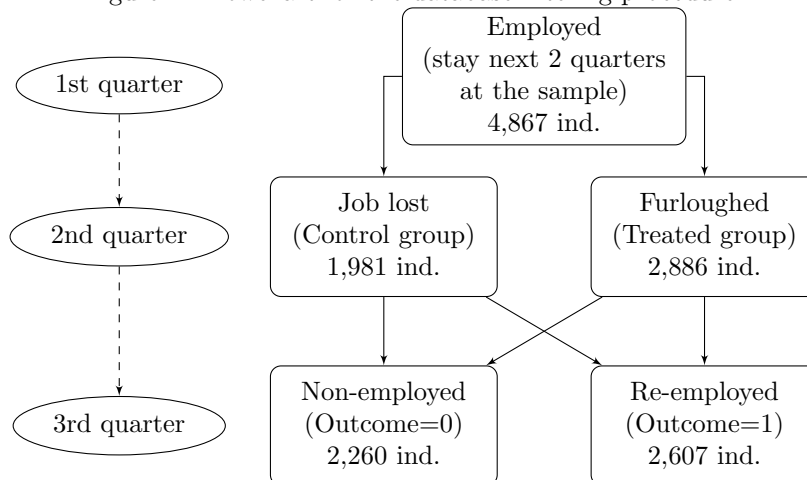 Employed
(stay next 2 quarters
at the sample)
4,867 ind.
1st quarter
Job lost
(Control group)
1,981 ind.
Furloughed
(Treated group)
2,886 ind.
2nd quarter
Non-employed
(Outcome=0)
2,260 ind.
Re-employed
(Outcome=1)
2,607 ind.
3rd quarter